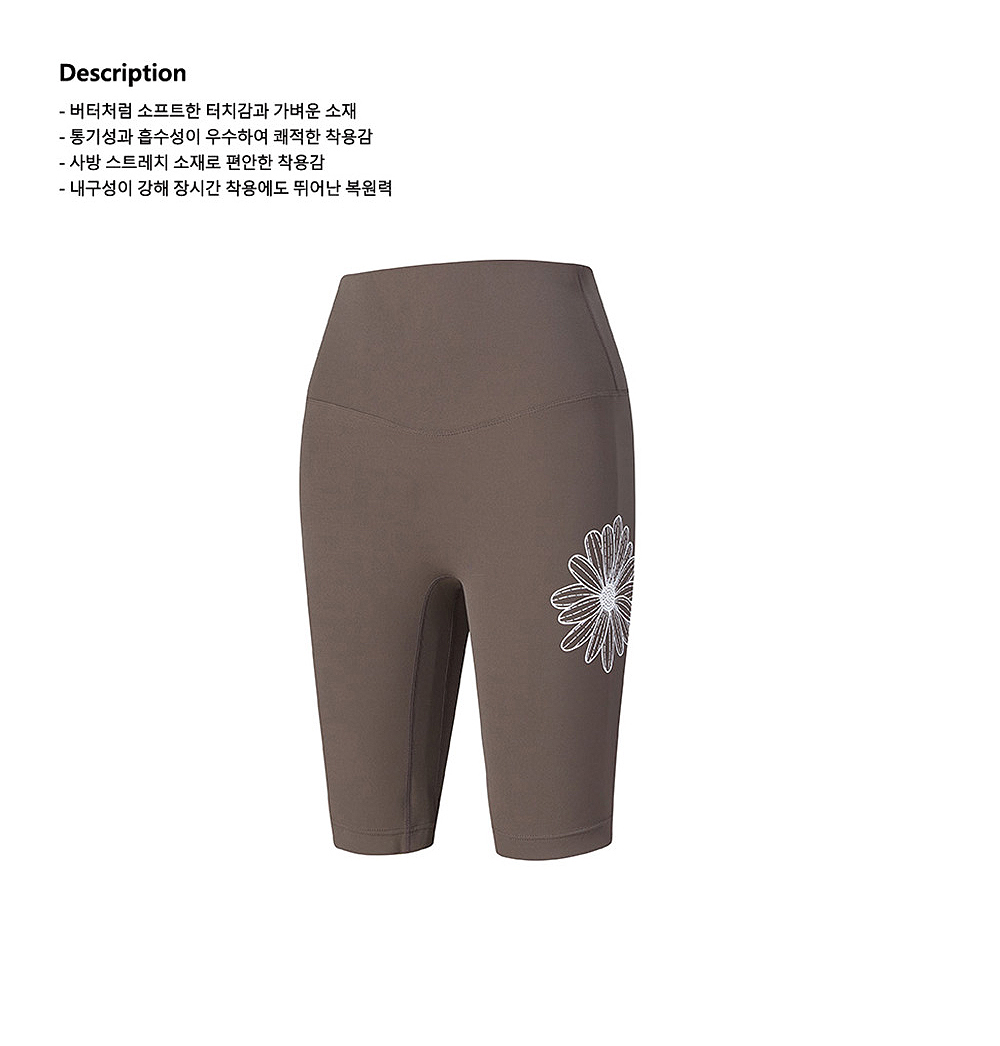 Description
- 버터처럼 소프트한 터치감과 가벼운 소재
- 통기성과 흡수성이 우수하여 쾌적한 착용감
- 사방 스트레치 소재로 편안한 착용감
- 내구성이 강해 장시간 착용에도 뛰어난 복원력